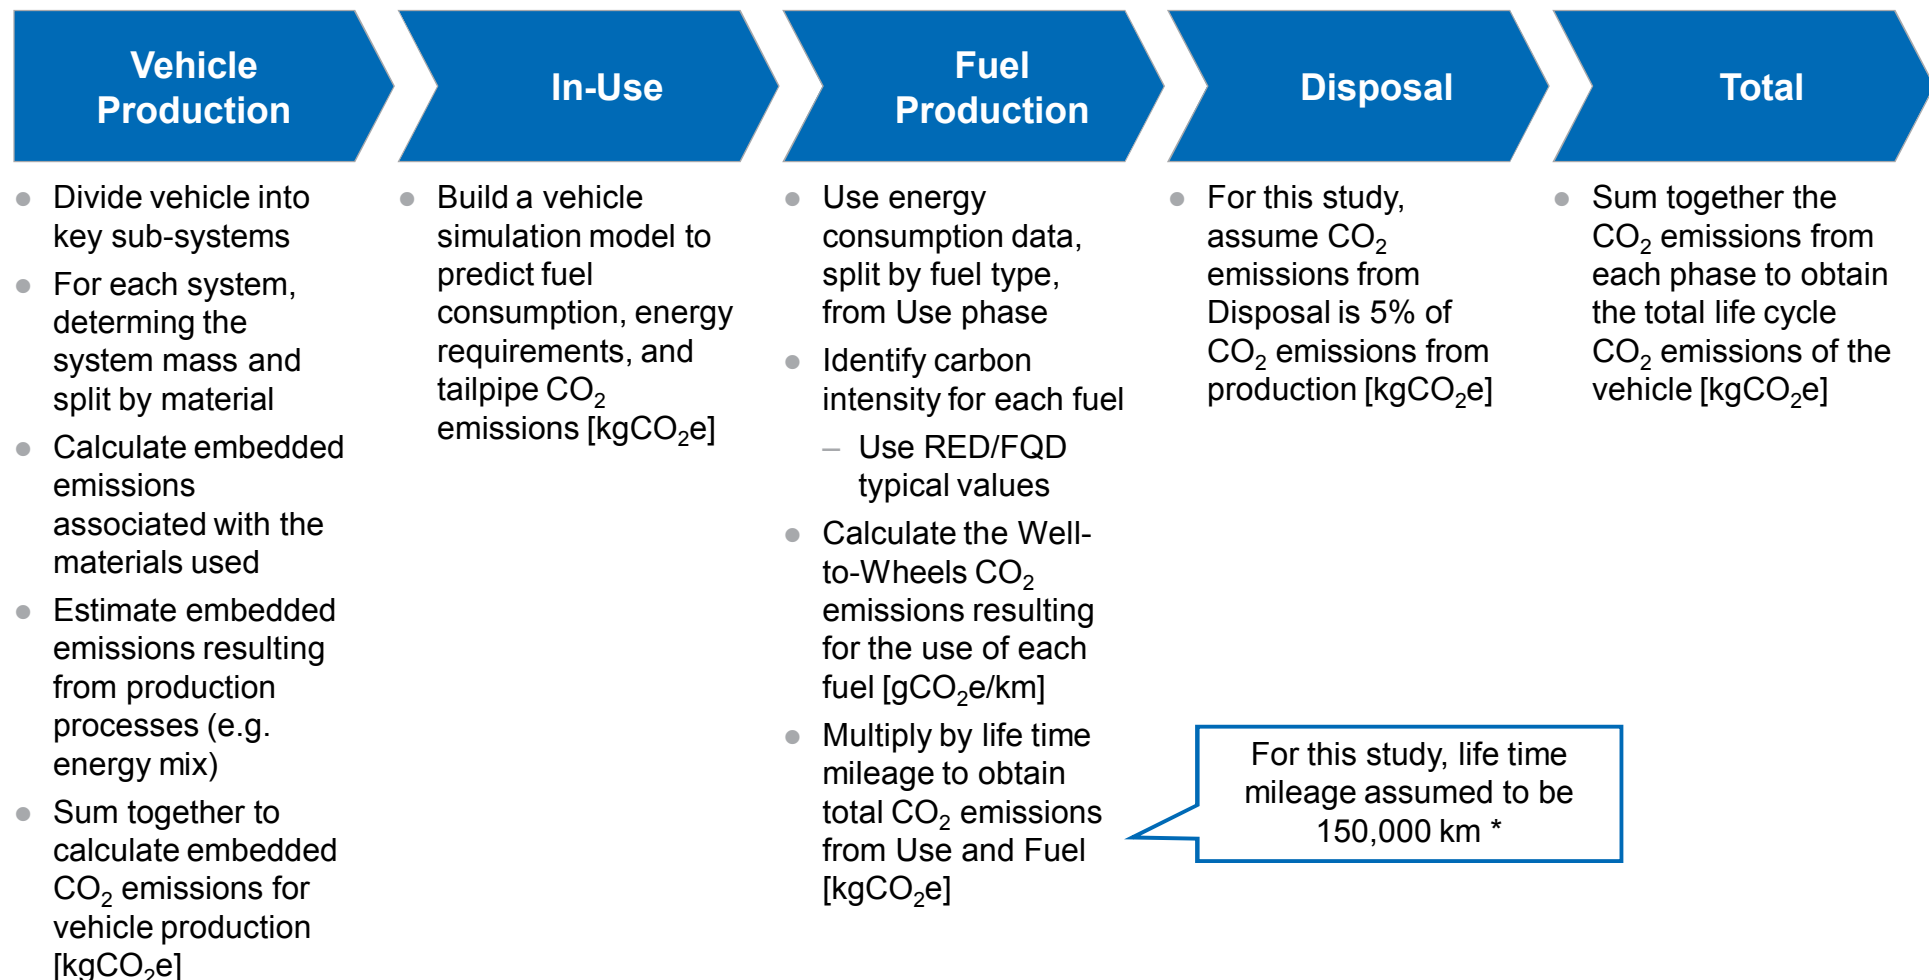 Vehicle
Production
In-Use
Fuel
Production
Disposal
Total
● Divide vehicle into
key sub-systems
● For each system,
determing the
system mass and
split by material
● Calculate embedded
emissions
associated with the
materials used
● Estimate embedded
emissions resulting
from production
processes (e.g.
energy mix)
● Sum together to
calculate embedded
CO₂ emissions for
vehicle production
[kgCO₂e]
● Build a vehicle
simulation model to
predict fuel
consumption, energy
requirements, and
tailpipe CO₂
emissions [kgCO₂e]
● Use energy
consumption data,
split by fuel type,
from Use phase
● Identify carbon
intensity for each fuel
– Use RED/FQD
typical values
● Calculate the Well-
to-Wheels CO₂
emissions resulting
for the use of each
fuel [gCO₂e/km]
● Multiply by life time
mileage to obtain
total CO₂ emissions
from Use and Fuel
[kgCO₂e]
● For this study,
assume CO₂
emissions from
Disposal is 5% of
CO₂ emissions from
production [kgCO₂e]
● Sum together the
CO₂ emissions from
each phase to obtain
the total life cycle
CO₂ emissions of the
vehicle [kgCO₂e]
For this study, life time
mileage assumed to be
150,000 km *